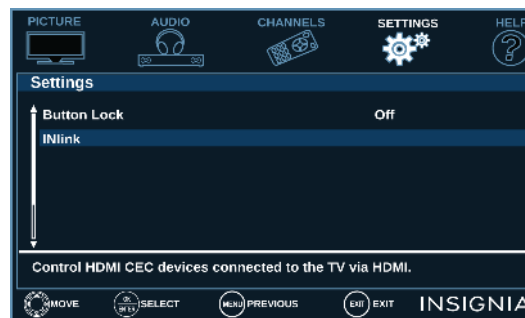 PICTURE AUDIO CHANNELS SETTINGS HELP
Settings
Button Lock Off
INlink
Control HDMI CEC devices connected to the TV via HDMI.
MOVE OK ENTER SELECT MENU PREVIOUS EXIT EXIT INSIGNIA